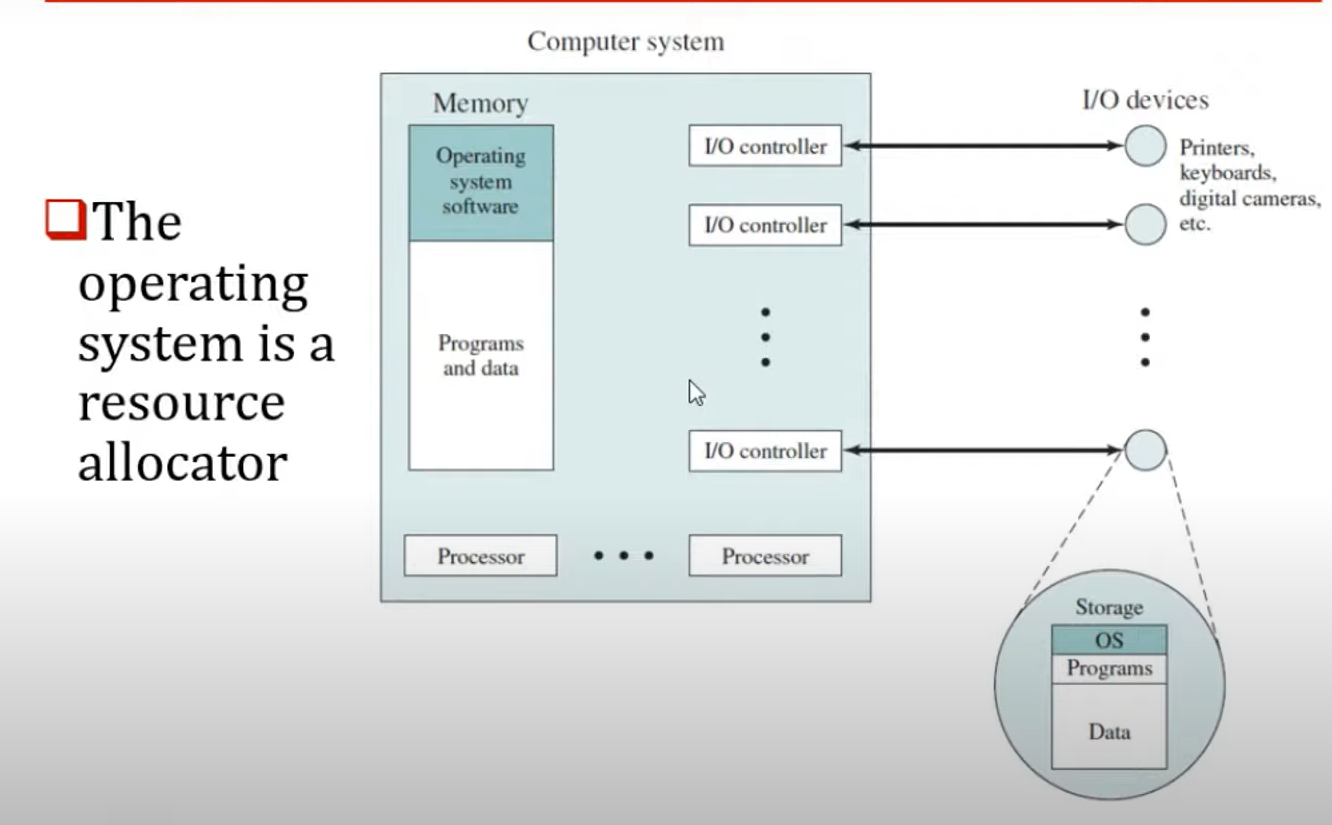 Computer system
The
operating
system is a
resource
allocator
Memory
Operating
system
software
Programs
and data
I/O controller
I/O controller
I/O controller
Processor
Processor
I/O devices
Printers,
keyboards,
digital cameras,
etc.
Storage
OS
Programs
Data